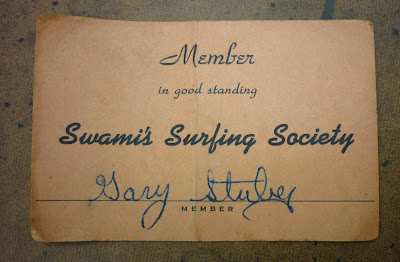 Member
in good standing
Swami's Surfing Society
Gary Stuber
MEMBER